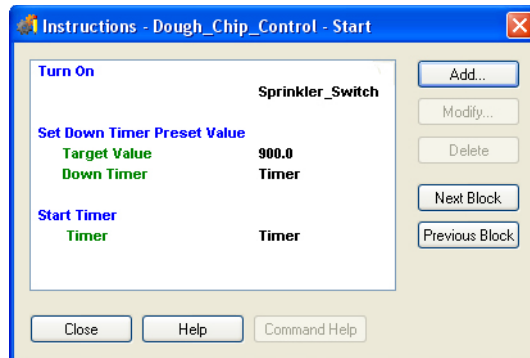 Instructions - Dough_Chip_Control - Start
Turn On
Sprinkler_Switch
Set Down Timer Preset Value
Target Value 900.0
Down Timer Timer
Start Timer
Timer Timer
Add...
Modify...
Delete
Next Block
Previous Block
Close Help Command Help